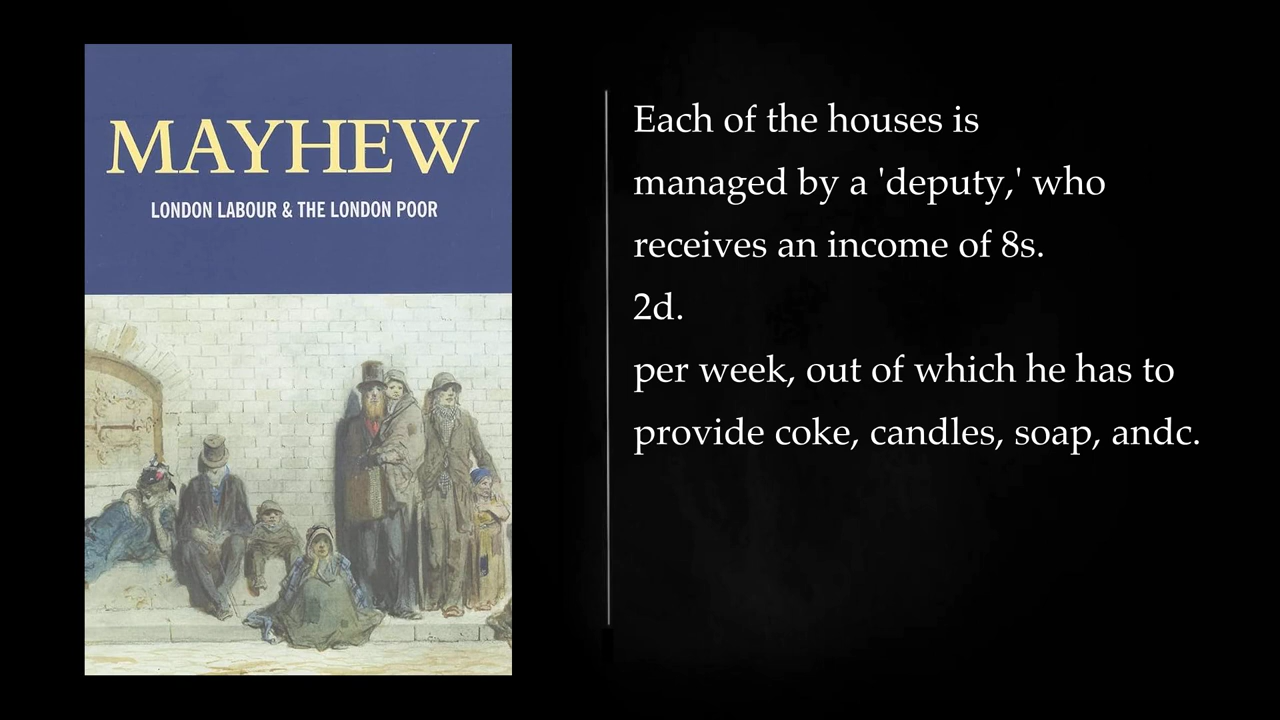 MAYHEW
LONDON LABOUR & THE LONDON POOR
Each of the houses is
managed by a 'deputy,' who
receives an income of 8s.
2d.
per week, out of which he has to
provide coke, candles, soap, andc.